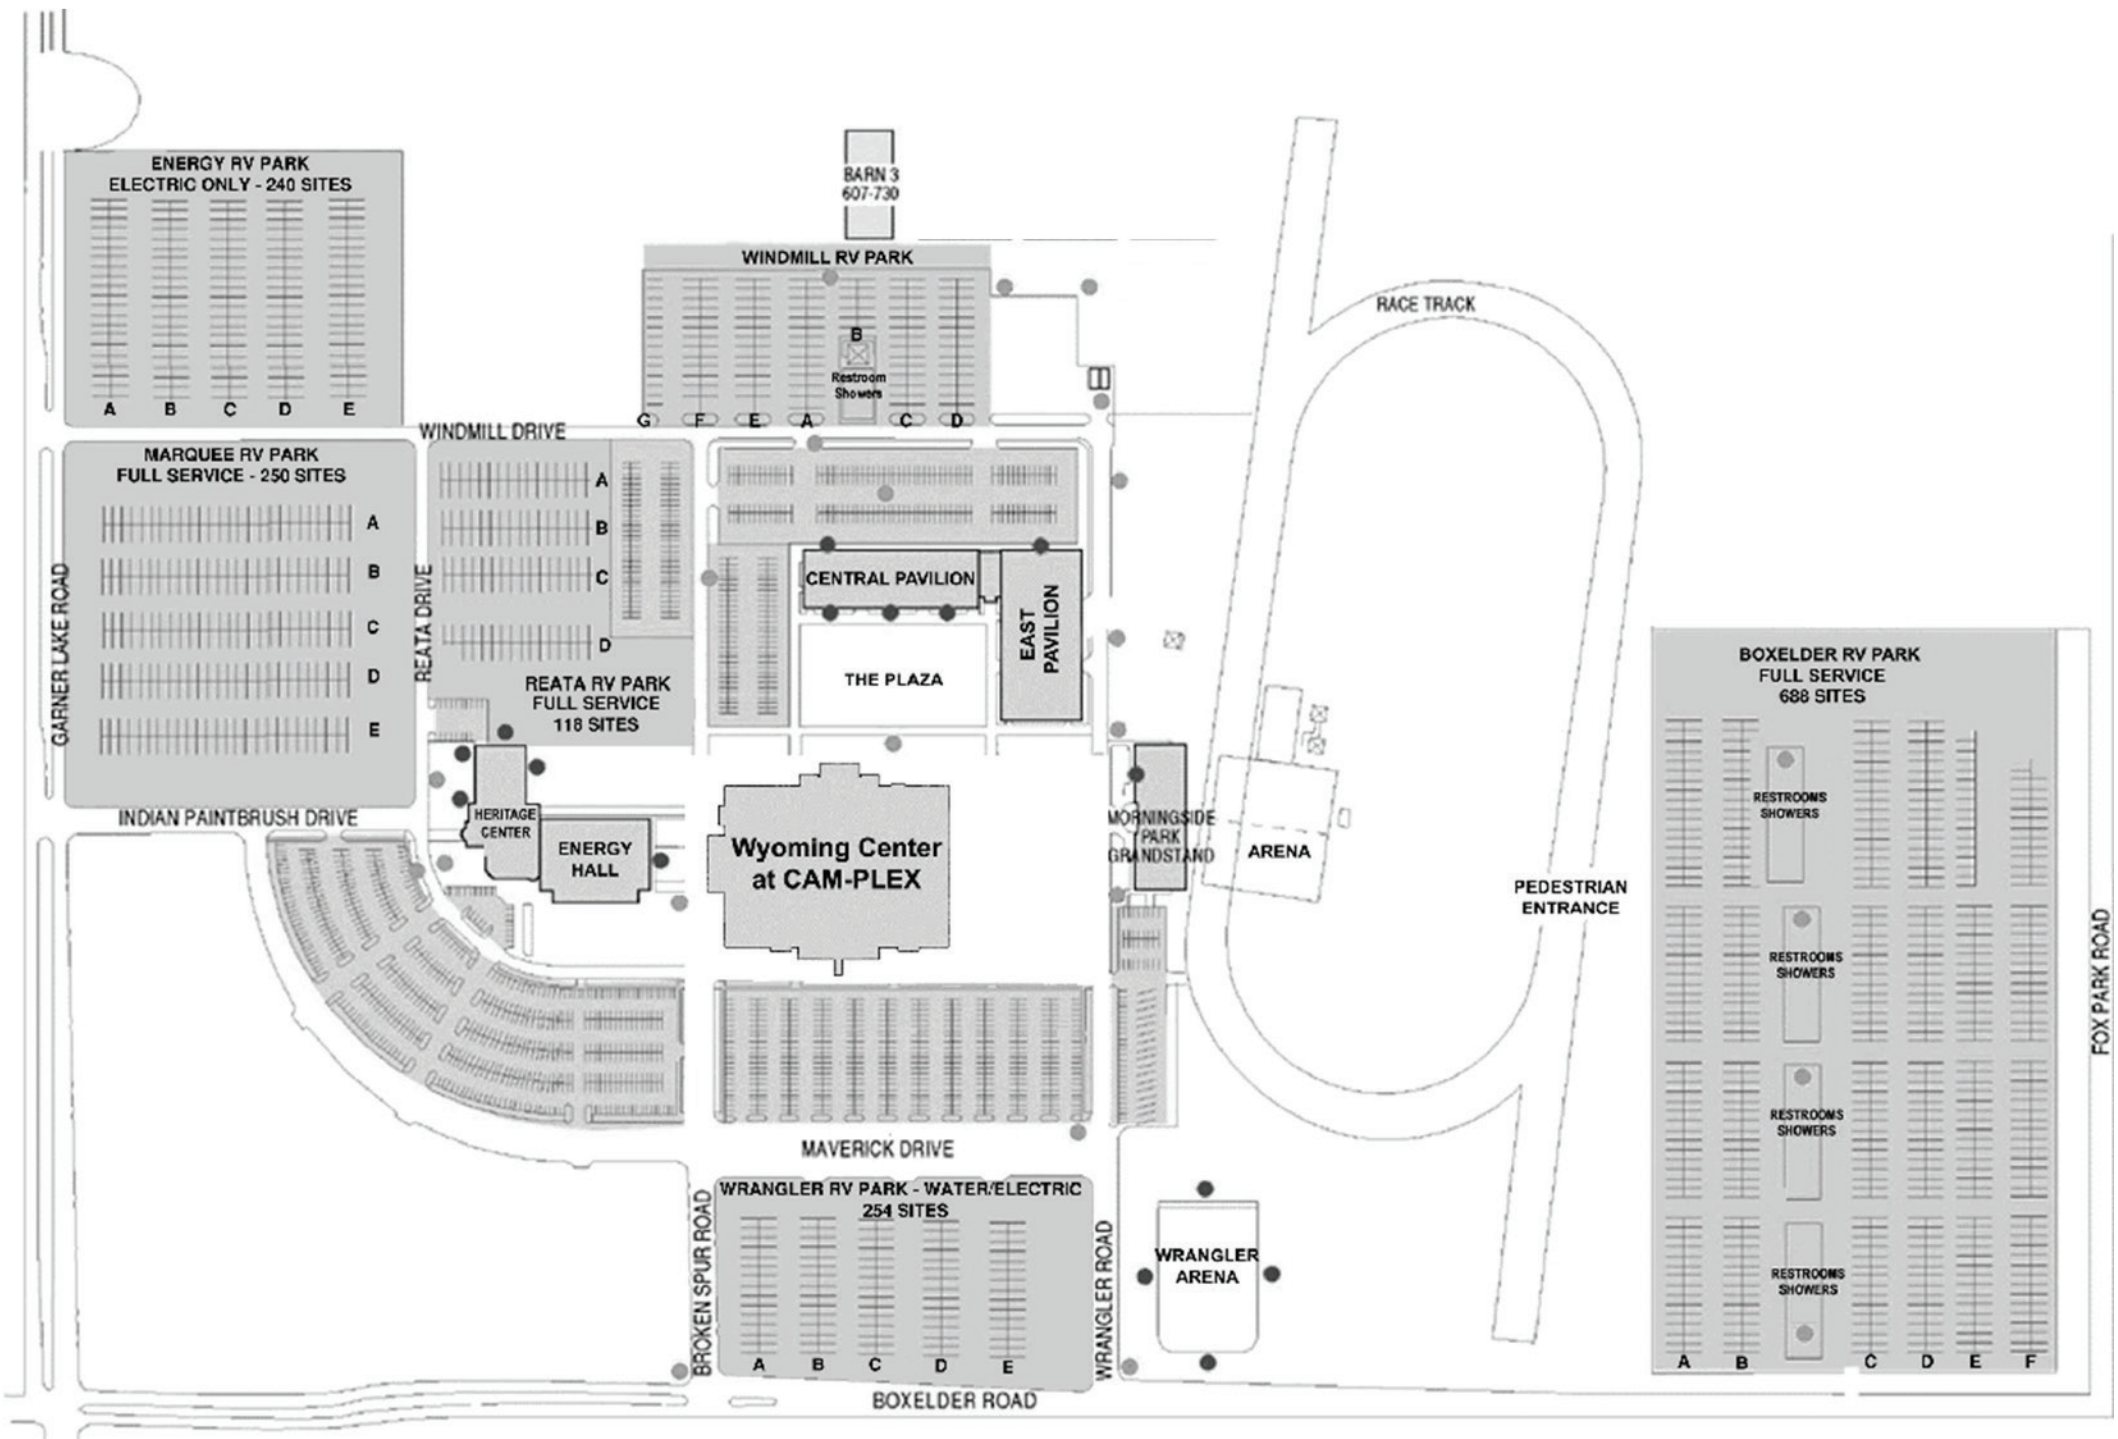 ENERGY RV PARK
ELECTRIC ONLY - 240 SITES
A B C D E
BARN 3
607-730
WINDMILL RV PARK
B
Restroom
Showers
G F E A C D
RACE TRACK
WINDMILL DRIVE
MARQUEE RV PARK
FULL SERVICE - 250 SITES
A
B
C
D
E
GARNER LAKE ROAD
REATA DRIVE
A
B
C
D
REATA RV PARK
FULL SERVICE
118 SITES
CENTRAL PAVILION
EAST
PAVILION
THE PLAZA
INDIAN PAINTBRUSH DRIVE
HERITAGE
CENTER
ENERGY
HALL
Wyoming Center
at CAM-PLEX
MORNINGSIDE
PARK
GRANDSTAND
ARENA
PEDESTRIAN
ENTRANCE
BOXELDER RV PARK
FULL SERVICE
688 SITES
RESTROOMS
SHOWERS
RESTROOMS
SHOWERS
RESTROOMS
SHOWERS
RESTROOMS
SHOWERS
A B C D E F
FOX PARK ROAD
MAVERICK DRIVE
WRANGLER RV PARK - WATER/ELECTRIC
254 SITES
A B C D E
BROKEN SPUR ROAD
WRANGLER ROAD
WRANGLER
ARENA
BOXELDER ROAD